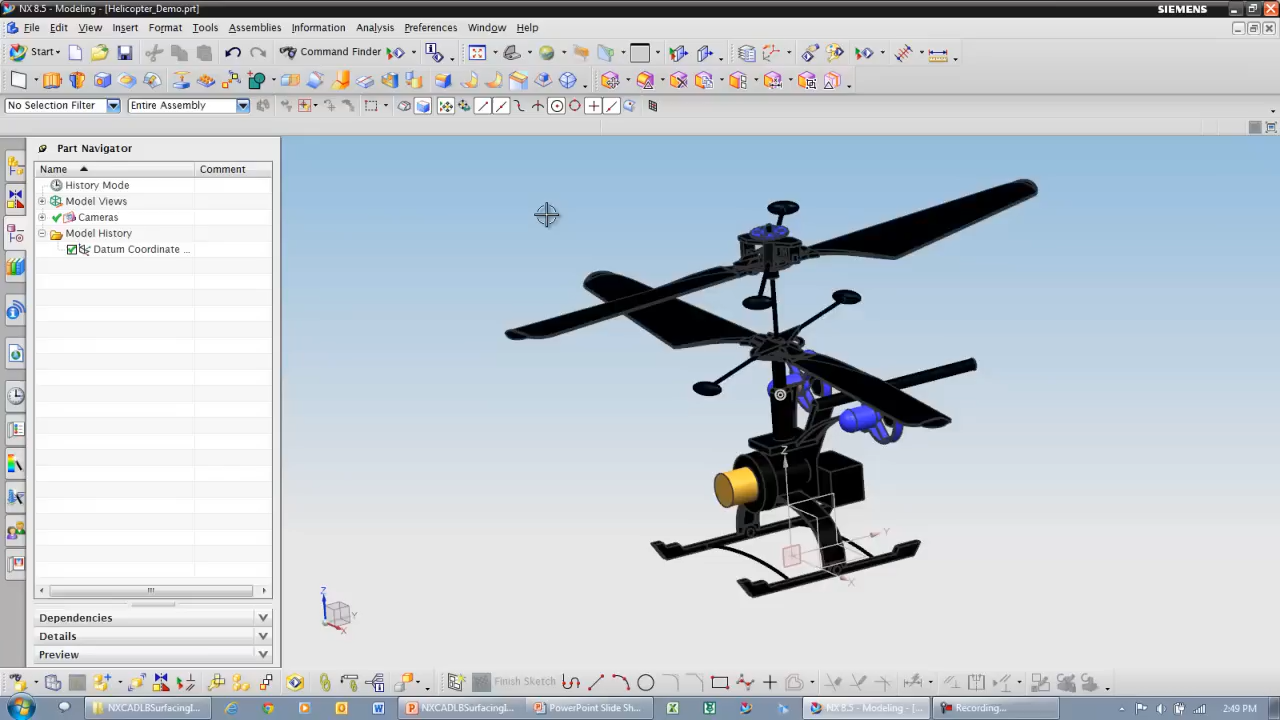 NX 8.5 - Modeling - [Helicopter_Demo.prt]
SIEMENS
File Edit View Insert Format Tools Assemblies Information Analysis Preferences Window Help
Start Command Finder
No Selection Filter Entire Assembly
Part Navigator
Name Comment
History Mode
Model Views
Cameras
Model History
Datum Coordinate ...
Z
Y
X
Z
Y
X
Dependencies
Details
Preview
Finish Sketch
NXCADLBSurfacingI... NXCADLBSurfacingI... PowerPoint Slide Sh... NX 8.5 - Modeling - [... Recording... 2:49 PM